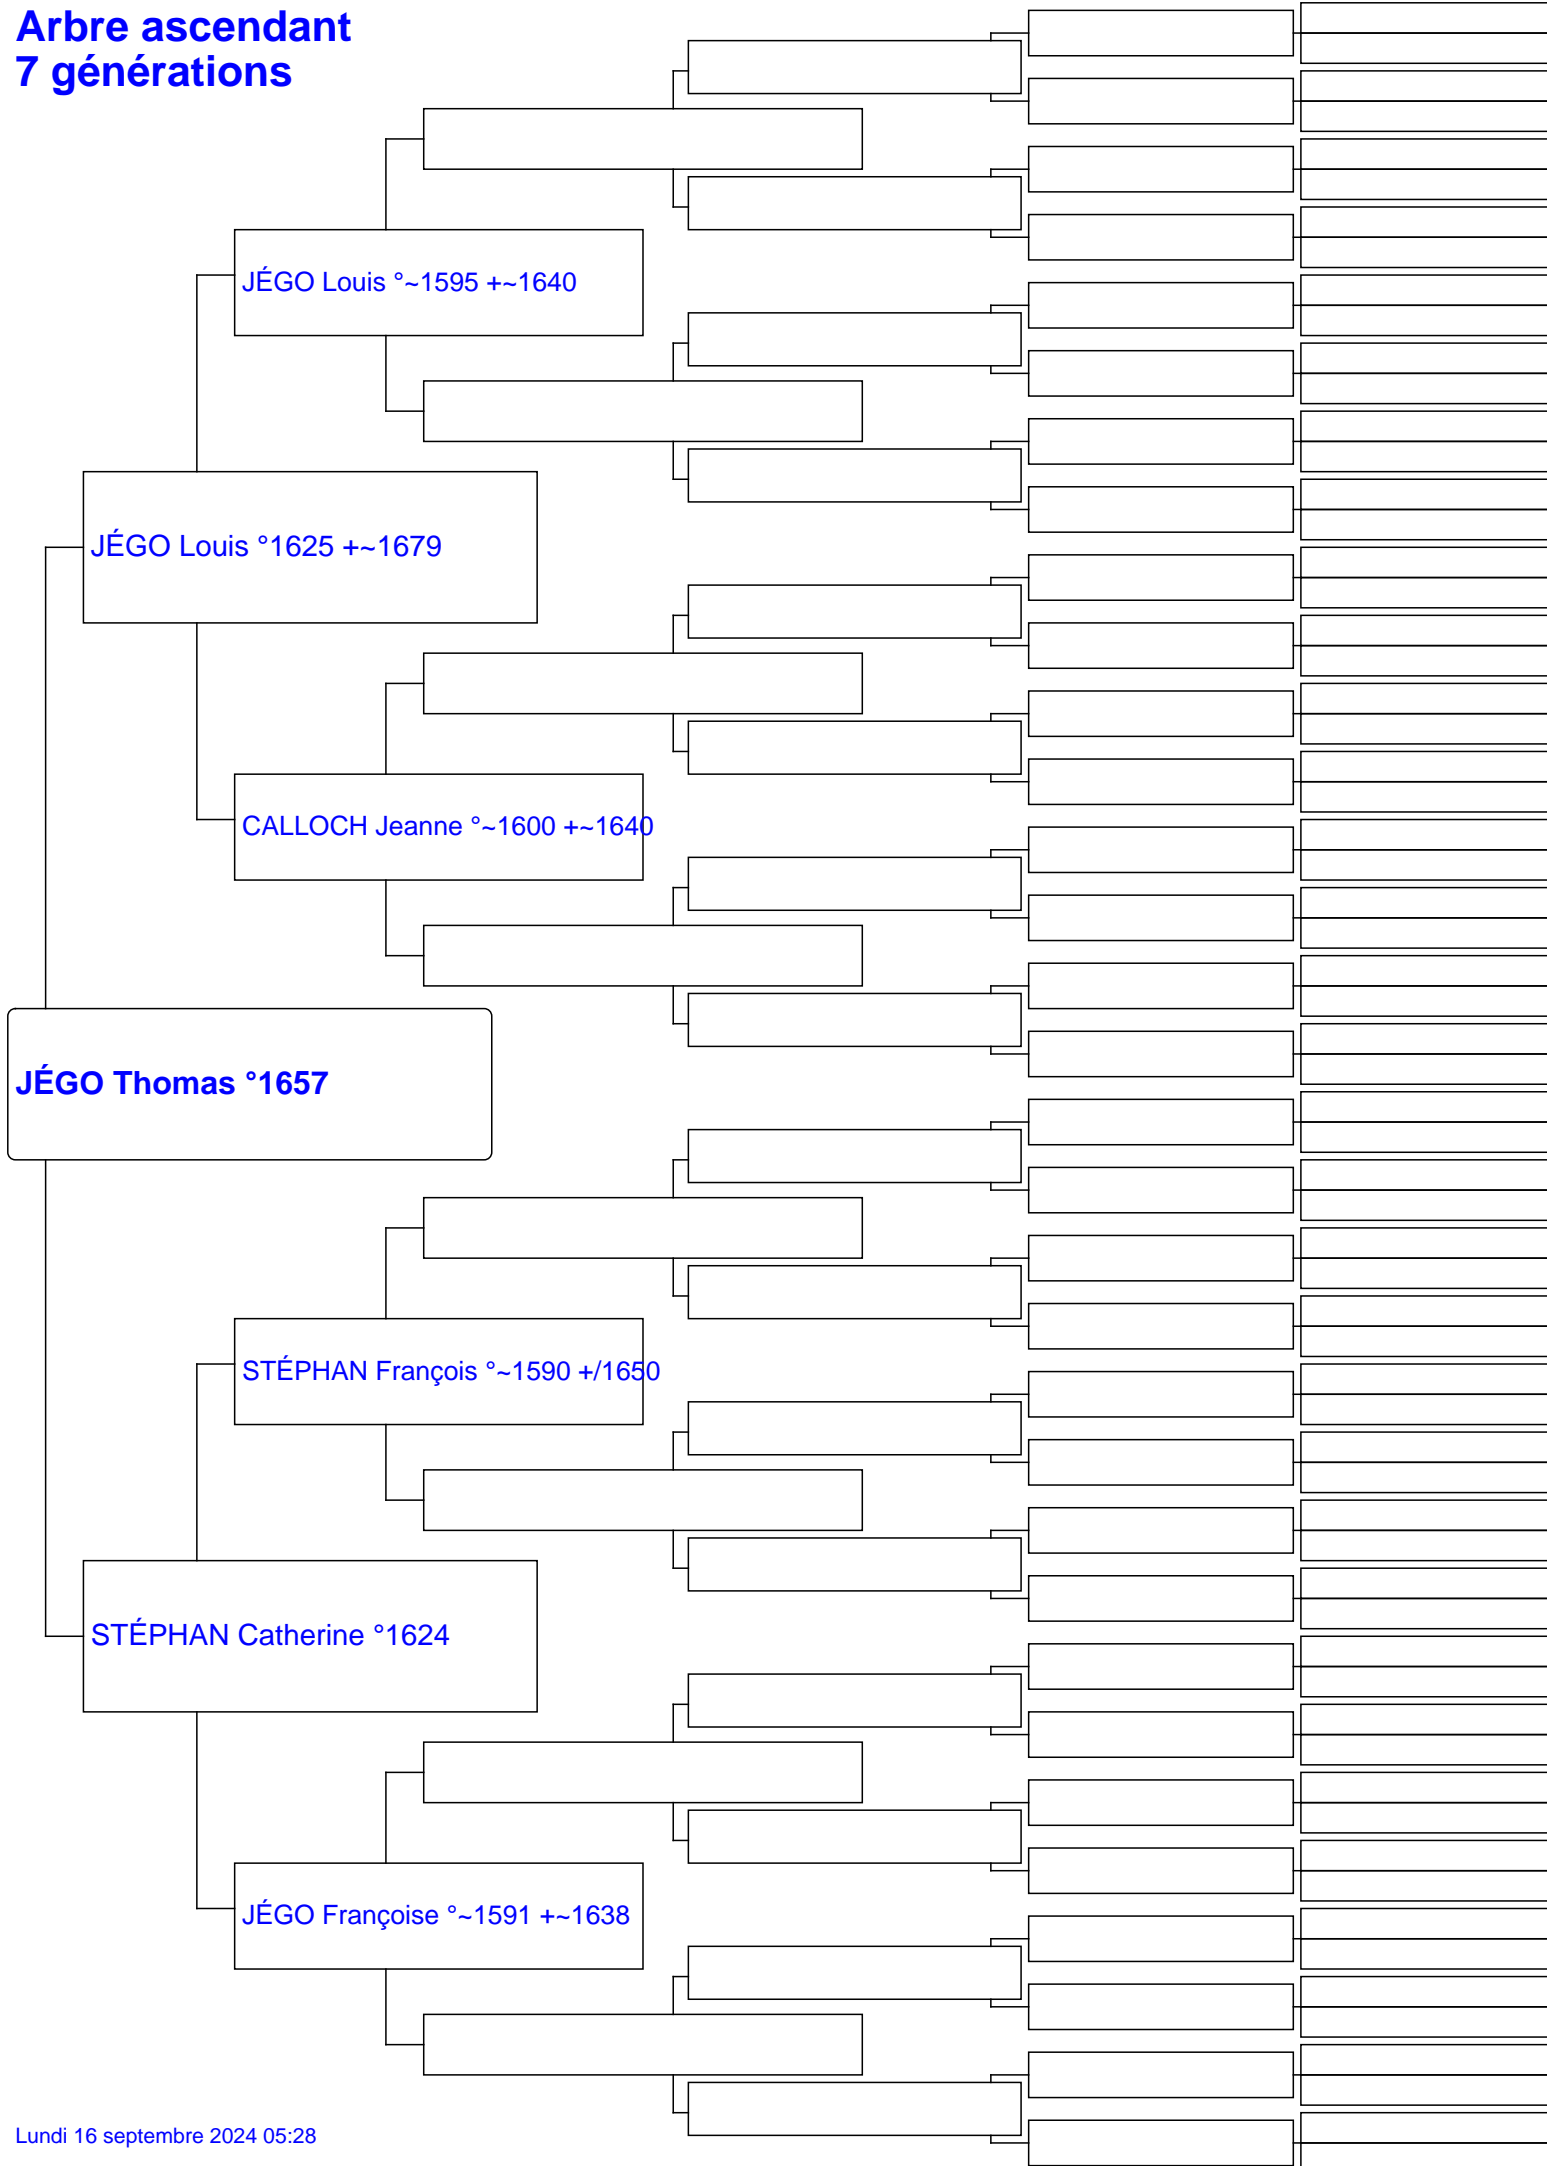 Arbre ascendant
7 générations
JÉGO Louis °~1595 +~1640
JÉGO Louis °1625 +~1679
CALLOCH Jeanne °~1600 +~1640
JÉGO Thomas °1657
STÉPHAN François °~1590 +/1650
STÉPHAN Catherine °1624
JÉGO Françoise °~1591 +~1638
Lundi 16 septembre 2024 05:28